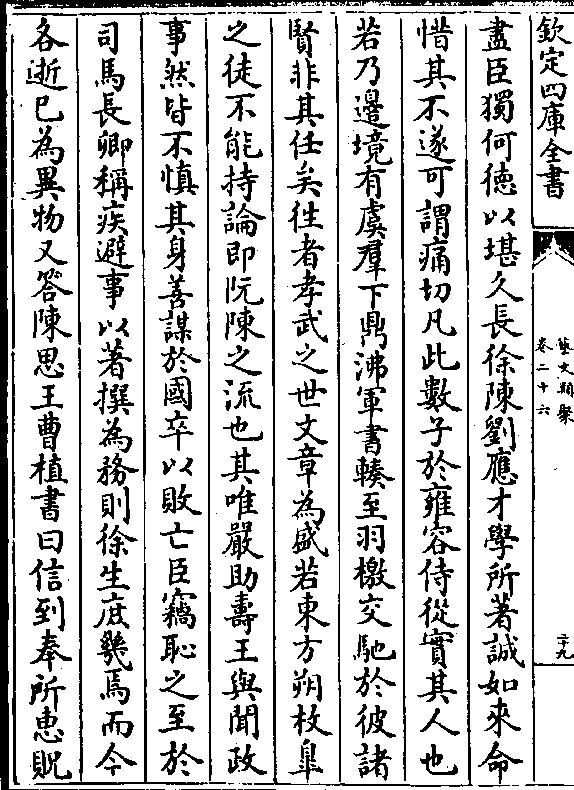 欽定四庫全書
藝文類聚
卷二十六
二十九
盡臣獨何德以堪久長徐陳劉應才學所著誠如來命
惜其不遂可謂痛切凡此數子於雍容侍從實其人也
若乃邊境有虞羣下鼎沸軍書輳至羽檄交馳於彼諸
賢非其任矣徃者孝武之世文章為盛若東方朔枚臯
之徒不能持論即阮陳之流也其唯嚴助壽王與聞政
事然皆不慎其身善謀於國卒以敗亡臣竊恥之至於
司馬長卿稱疾避事以著撰為務則徐生庶幾焉而今
各逝已為異物又答陳思王曹植書曰信到奉所恵貺